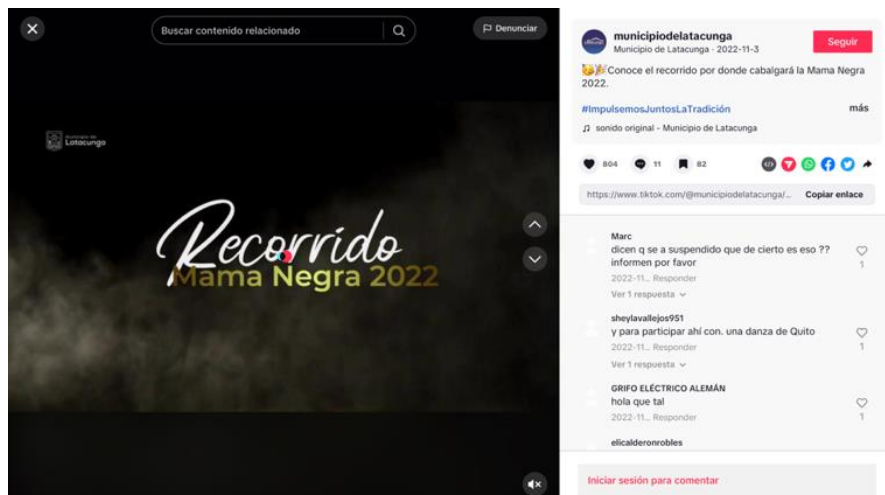 Buscar contenido relacionado
Denunciar
Municipio de
Latacunga
Recorrido
Mama Negra 2022
municipiodelatacunga
Municipio de Latacunga · 2022-11-3
Seguir
🥳🎉Conoce el recorrido por donde cabalgará la Mama Negra
2022.
#ImpulsemosJuntosLaTradición
más
♫ sonido original - Municipio de Latacunga
804
11
82
https://www.tiktok.com/@municipiodelatacunga/...
Copiar enlace
Marc
dicen q se a suspendido que de cierto es eso ??
informen por favor
1
2022-11... Responder
Ver 1 respuesta
sheylavallejos951
y para participar ahí con. una danza de Quito
2022-11... Responder
1
Ver 1 respuesta
GRIFO ELÉCTRICO ALEMÁN
hola que tal
2022-11... Responder
1
elicalderonrobles
Iniciar sesión para comentar